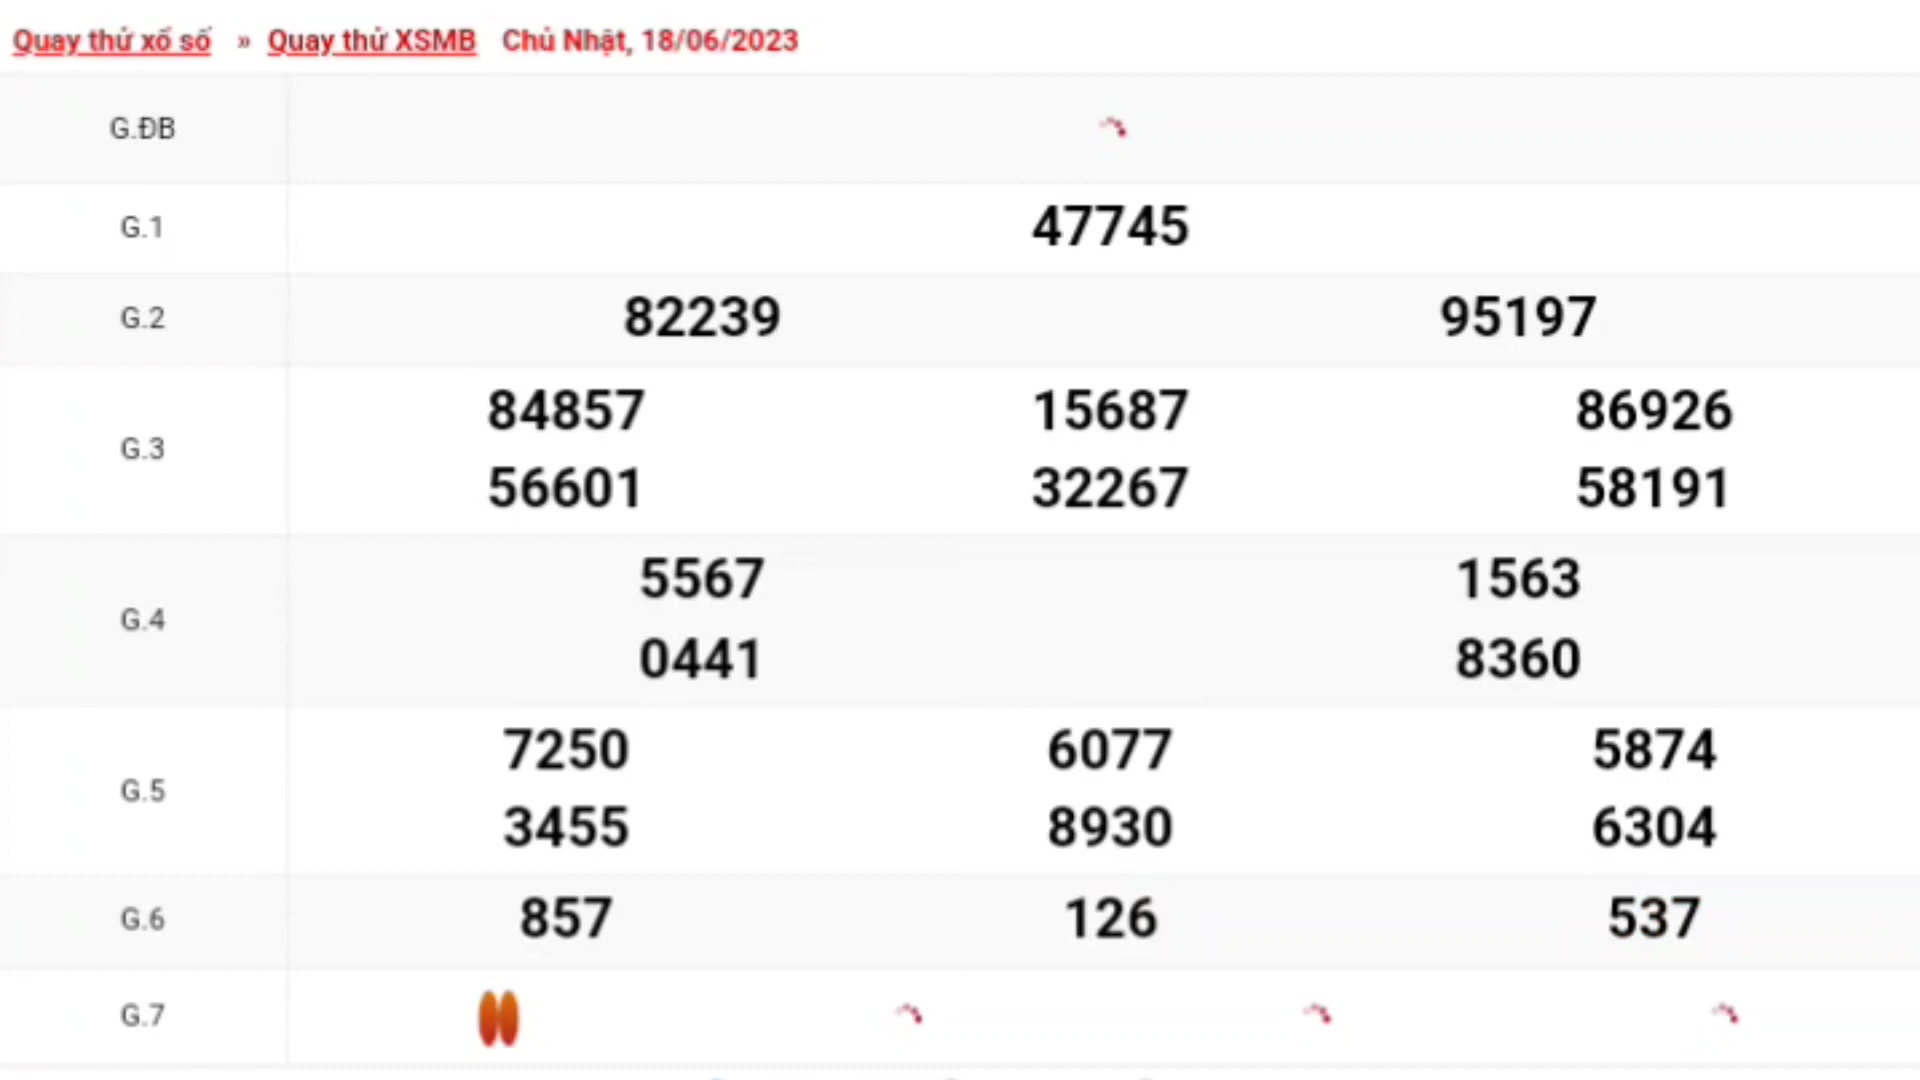 Quay thử xổ số » Quay thử XSMB Chủ Nhật, 18/06/2023
G.ĐB
G.1 47745
G.2 82239 95197
G.3 84857 15687 86926
56601 32267 58191
G.4 5567 1563
0441 8360
G.5 7250 6077 5874
3455 8930 6304
G.6 857 126 537
G.7